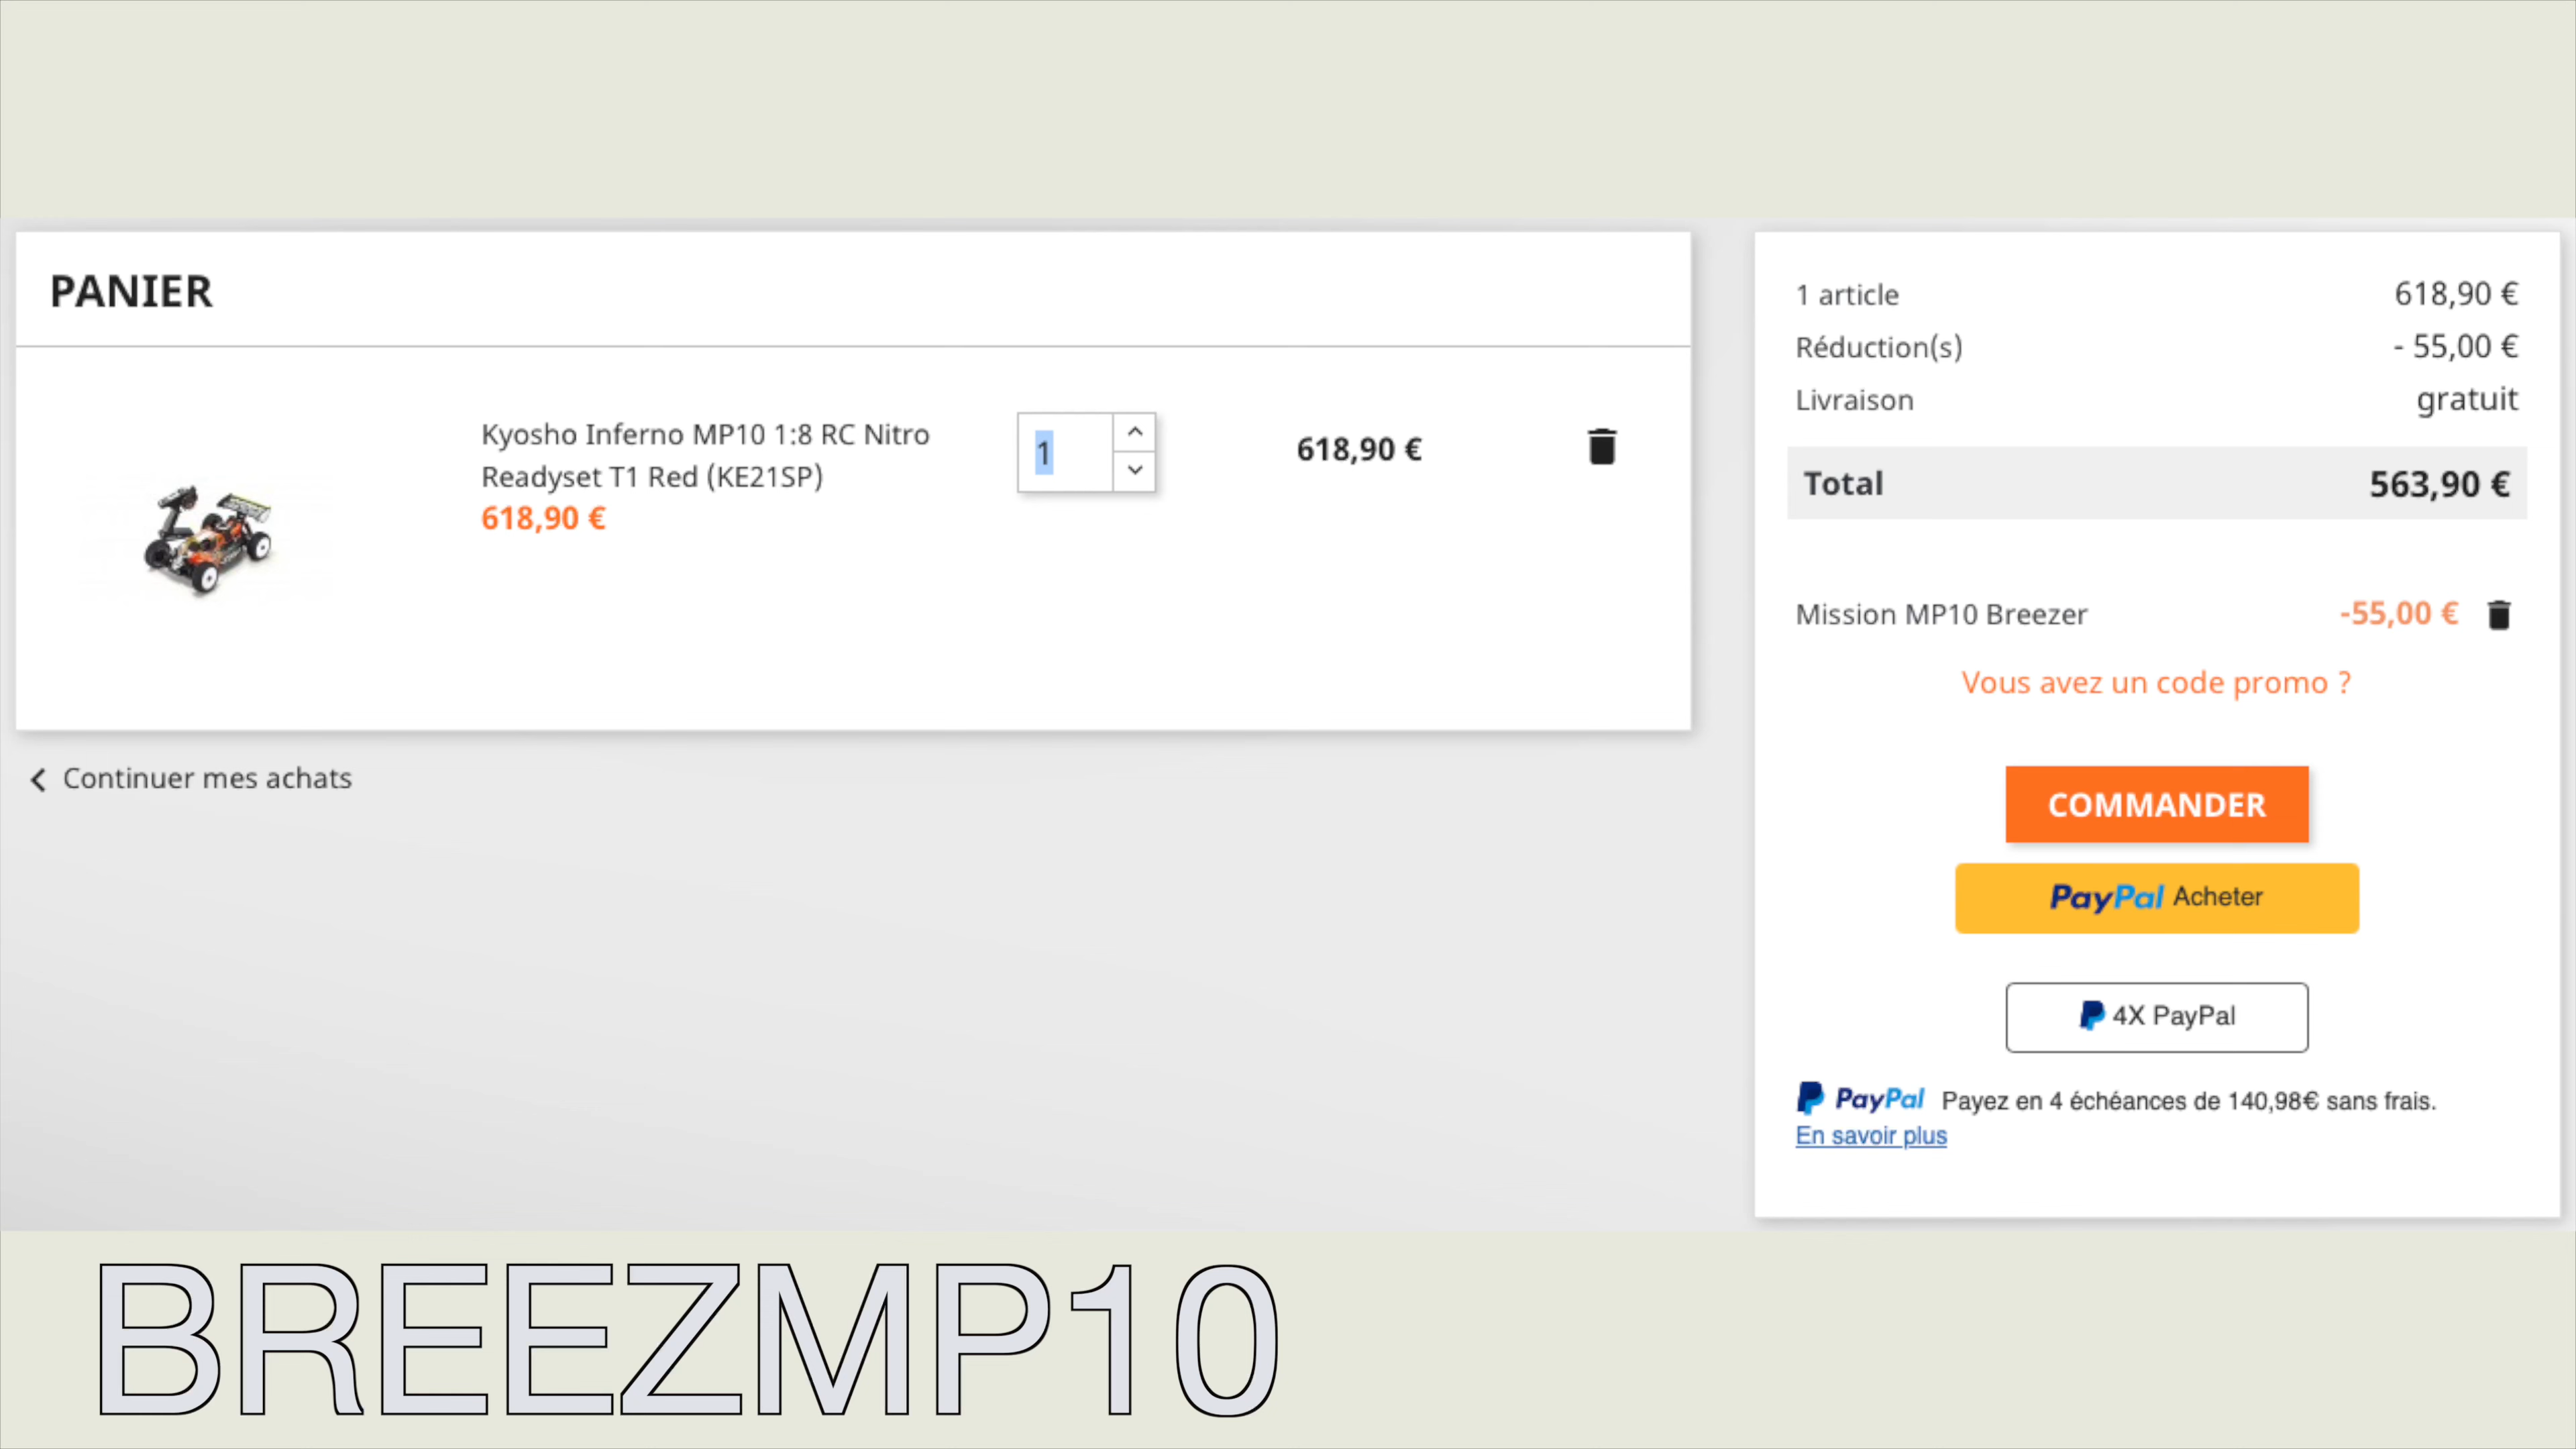 PANIER
Kyosho Inferno MP10 1:8 RC Nitro
Readyset T1 Red (KE21SP)
618,90 €
1
618,90 €
Continuer mes achats
1 article 618,90 €
Réduction(s) - 55,00 €
Livraison gratuit
Total 563,90 €
Mission MP10 Breezer -55,00 €
Vous avez un code promo ?
COMMANDER
PayPal Acheter
4X PayPal
PayPal Payez en 4 échéances de 140,98€ sans frais.
En savoir plus
BREEZMP10